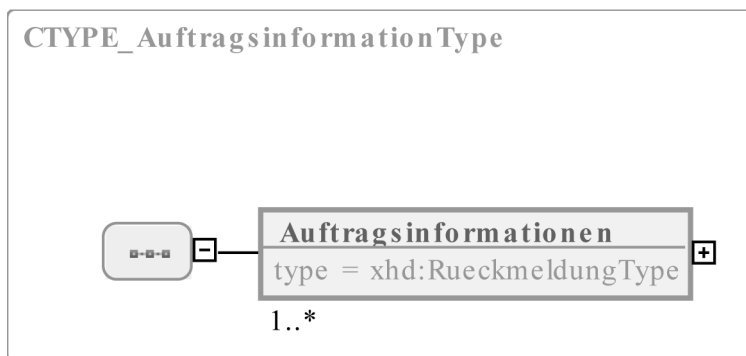 CTYPE_AuftragsinformationType
Auftragsinformationen
type = xhd:RueckmeldungType
1..*